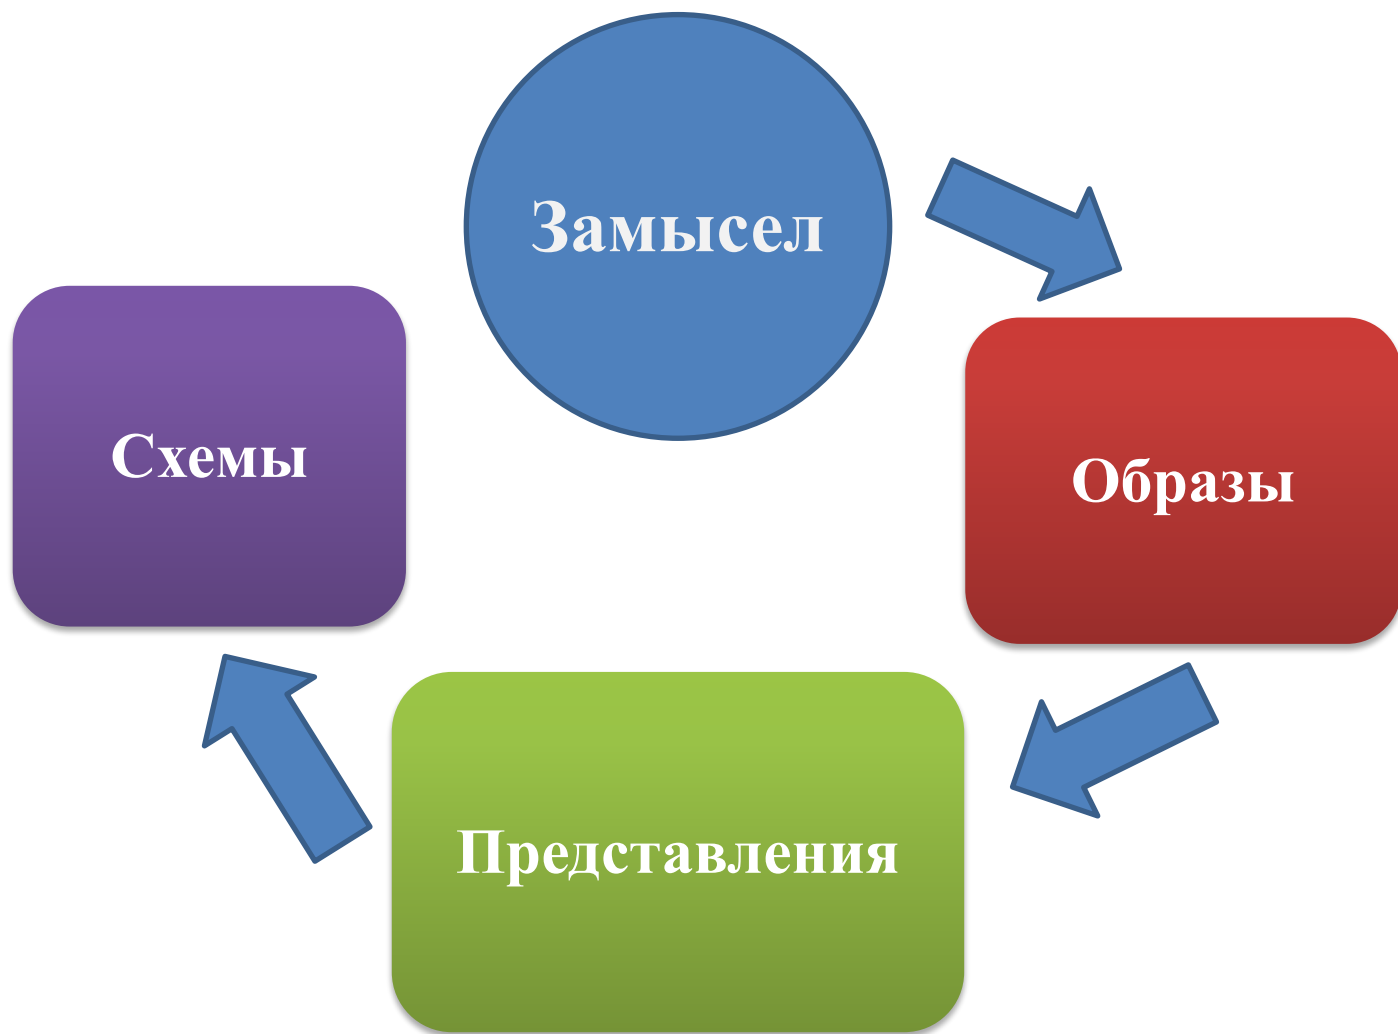 Замысел
Схемы
Образы
Представления